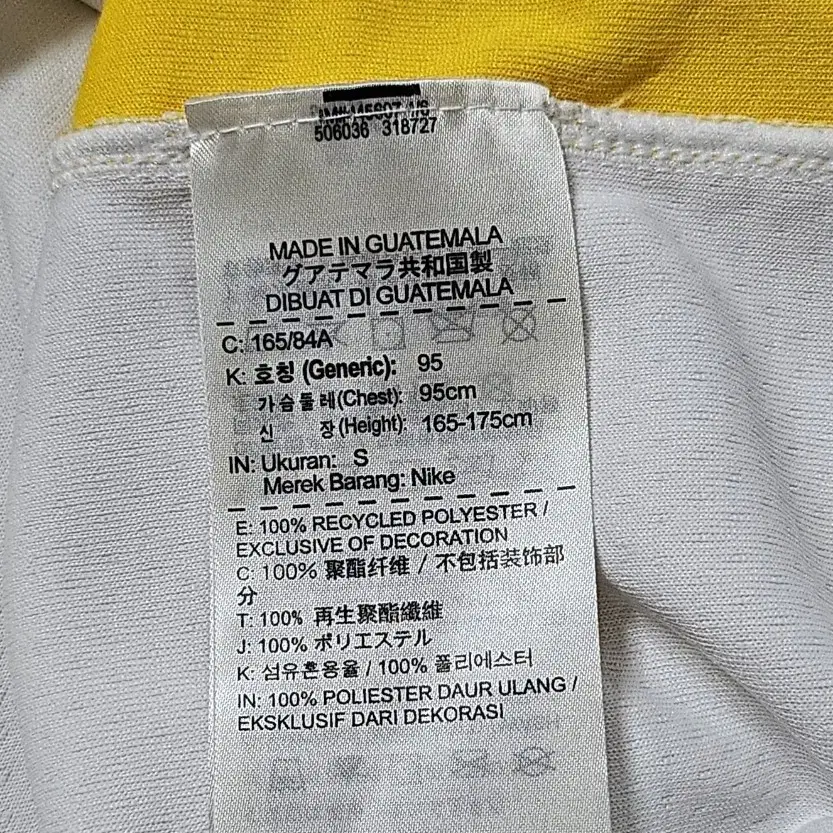 506036 318727
MADE IN GUATEMALA
グアテマラ共和国製
DIBUAT DI GUATEMALA
C: 165/84A
K: 호칭 (Generic): 95
가슴둘레(Chest): 95cm
신 장(Height): 165-175cm
IN: Ukuran: S
Merek Barang: Nike
E: 100% RECYCLED POLYESTER /
EXCLUSIVE OF DECORATION
C: 100% 聚酯纤维 / 不包括装饰部
分
T: 100% 再生聚酯纖維
J: 100% ポリエステル
K: 섬유혼용율 / 100% 폴리에스터
IN: 100% POLIESTER DAUR ULANG /
EKSKLUSIF DARI DEKORASI